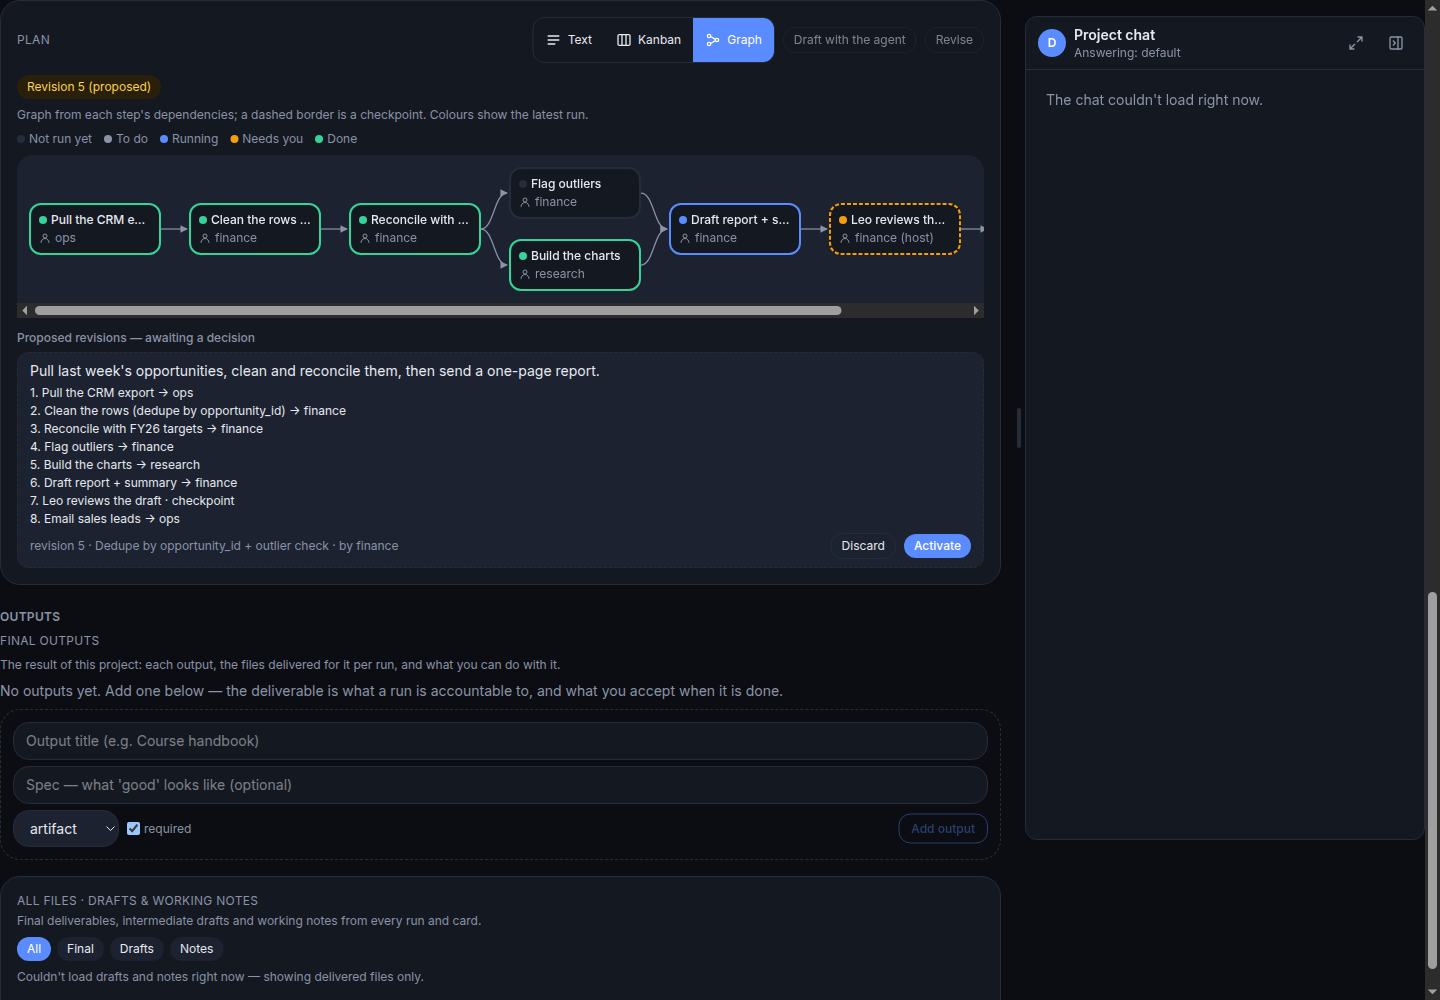 PLAN
Text
Kanban
Graph
Draft with the agent
Revise
Revision 5 (proposed)
Graph from each step's dependencies; a dashed border is a checkpoint. Colours show the latest run.
Not run yet
To do
Running
Needs you
Done
Pull the CRM e...
ops
Clean the rows ...
finance
Reconcile with ...
finance
Flag outliers
finance
Build the charts
research
Draft report + s...
finance
Leo reviews th...
finance (host)
Proposed revisions — awaiting a decision
Pull last week's opportunities, clean and reconcile them, then send a one-page report.
1. Pull the CRM export → ops
2. Clean the rows (dedupe by opportunity_id) → finance
3. Reconcile with FY26 targets → finance
4. Flag outliers → finance
5. Build the charts → research
6. Draft report + summary → finance
7. Leo reviews the draft · checkpoint
8. Email sales leads → ops
revision 5 · Dedupe by opportunity_id + outlier check · by finance
Discard
Activate
OUTPUTS
FINAL OUTPUTS
The result of this project: each output, the files delivered for it per run, and what you can do with it.
No outputs yet. Add one below — the deliverable is what a run is accountable to, and what you accept when it is done.
Output title (e.g. Course handbook)
Spec — what 'good' looks like (optional)
artifact
required
Add output
ALL FILES · DRAFTS & WORKING NOTES
Final deliverables, intermediate drafts and working notes from every run and card.
All
Final
Drafts
Notes
Couldn't load drafts and notes right now — showing delivered files only.
D
Project chat
Answering: default
The chat couldn't load right now.